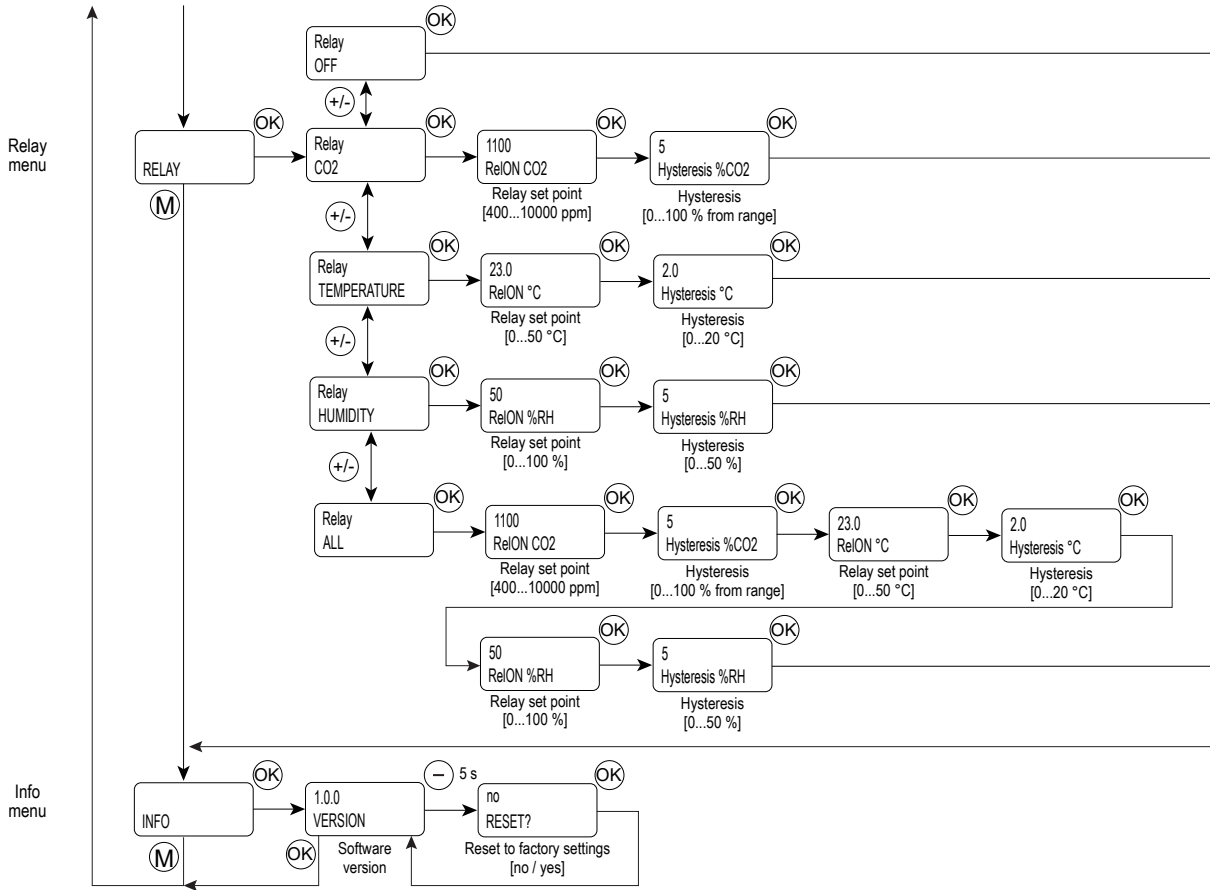 OK
Relay
OFF
+/-
Relay
menu
RELAY
OK
M
Relay
CO2
OK
1100
RelON CO2
OK
Relay set point
[400...10000 ppm]
5
Hysteresis %CO2
OK
Hysteresis
[0...100 % from range]
+/-
Relay
TEMPERATURE
OK
23.0
RelON °C
OK
Relay set point
[0...50 °C]
2.0
Hysteresis °C
OK
Hysteresis
[0...20 °C]
+/-
Relay
HUMIDITY
OK
50
RelON %RH
OK
Relay set point
[0...100 %]
5
Hysteresis %RH
OK
Hysteresis
[0...50 %]
+/-
Relay
ALL
OK
1100
RelON CO2
OK
Relay set point
[400...10000 ppm]
5
Hysteresis %CO2
OK
Hysteresis
[0...100 % from range]
23.0
RelON °C
OK
Relay set point
[0...50 °C]
2.0
Hysteresis °C
OK
Hysteresis
[0...20 °C]
50
RelON %RH
OK
Relay set point
[0...100 %]
5
Hysteresis %RH
OK
Hysteresis
[0...50 %]
Info
menu
INFO
OK
M
1.0.0
VERSION
OK
Software
version
– 5 s
no
RESET?
OK
Reset to factory settings
[no / yes]